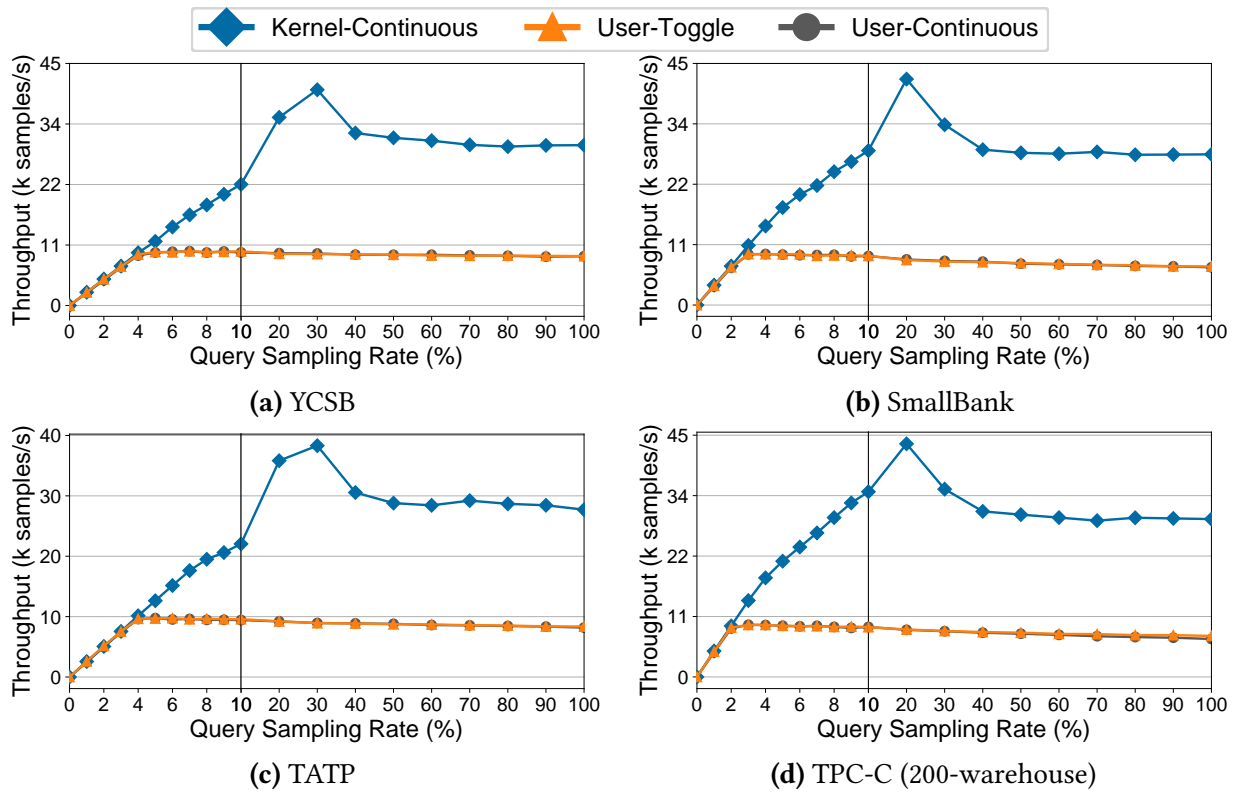 Kernel-Continuous User-Toggle User-Continuous
Throughput (k samples/s)
45
34
22
11
0
0 2 4 6 8 10 20 30 40 50 60 70 80 90 100
Query Sampling Rate (%)
(a) YCSB
Throughput (k samples/s)
45
34
22
11
0
0 2 4 6 8 10 20 30 40 50 60 70 80 90 100
Query Sampling Rate (%)
(b) SmallBank
Throughput (k samples/s)
40
30
20
10
0
0 2 4 6 8 10 20 30 40 50 60 70 80 90 100
Query Sampling Rate (%)
(c) TATP
Throughput (k samples/s)
45
34
22
11
0
0 2 4 6 8 10 20 30 40 50 60 70 80 90 100
Query Sampling Rate (%)
(d) TPC-C (200-warehouse)